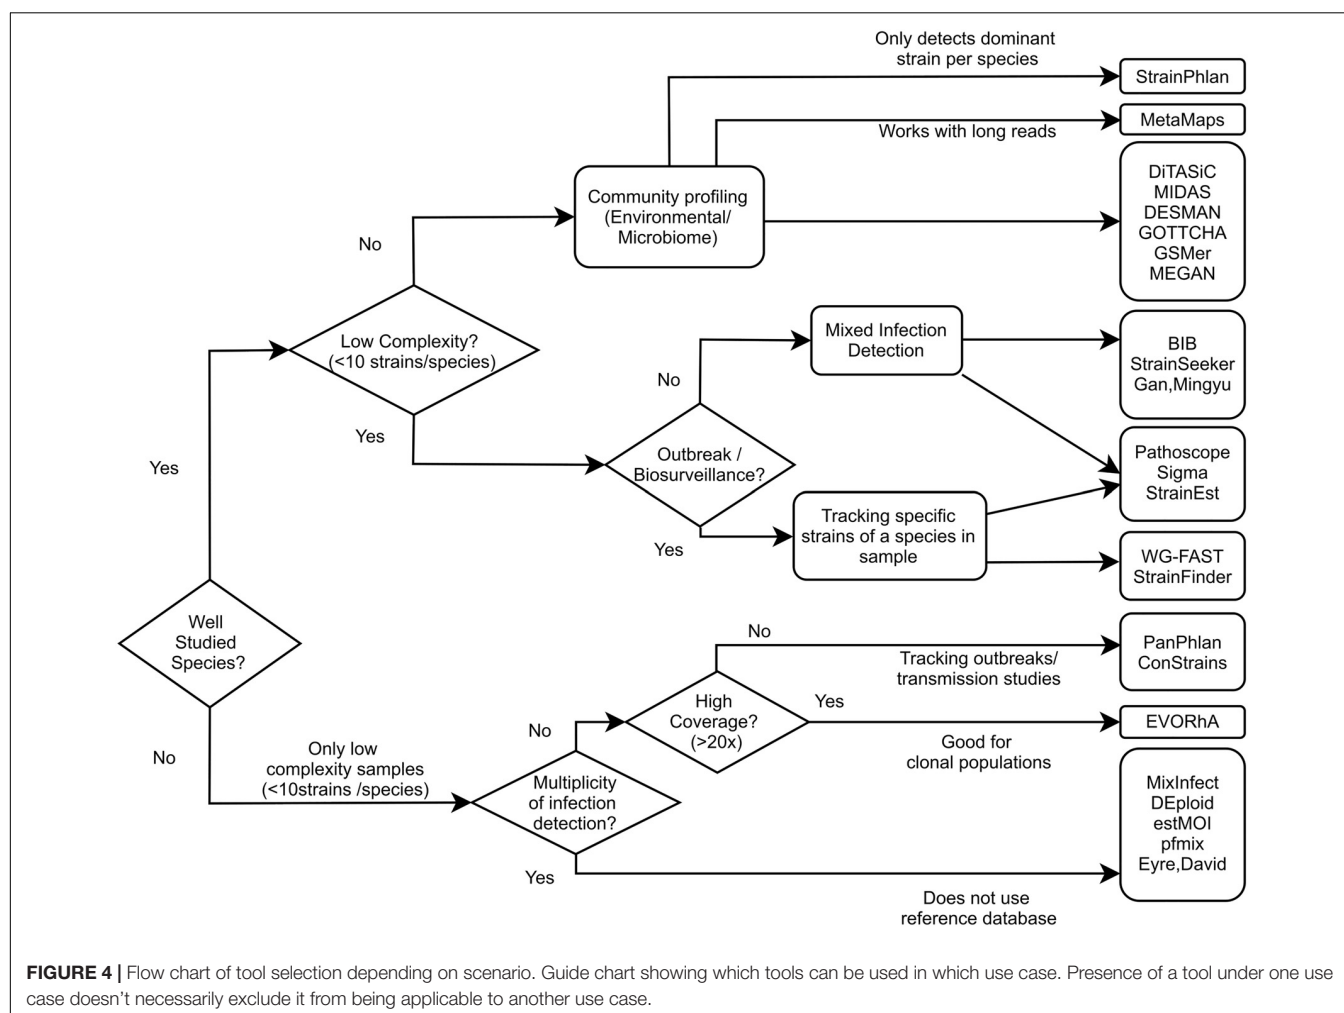 Only detects dominant
strain per species
StrainPhlan
MetaMaps
Works with long reads
Community profiling
(Environmental/
Microbiome)
DiTASiC
MIDAS
DESMAN
GOTTCHA
GSMer
MEGAN
No
Low Complexity?
(<10 strains/species)
Yes
Mixed Infection
Detection
BIB
StrainSeeker
Gan,Mingyu
No
Outbreak /
Biosurveillance?
Yes
Pathoscope
Sigma
StrainEst
Tracking specific
strains of a species in
sample
WG-FAST
StrainFinder
Yes
Well
Studied
Species?
No
Only low
complexity samples
(<10strains /species)
No
Tracking outbreaks/
transmission studies
PanPhlan
ConStrains
High
Coverage?
(>20x)
Yes
EVORhA
Good for
clonal populations
No
Multiplicity
of infection
detection?
Yes
MixInfect
DEploid
estMOI
pfmix
Eyre,David
Does not use
reference database
FIGURE 4 | Flow chart of tool selection depending on scenario. Guide chart showing which tools can be used in which use case. Presence of a tool under one use
case doesn't necessarily exclude it from being applicable to another use case.